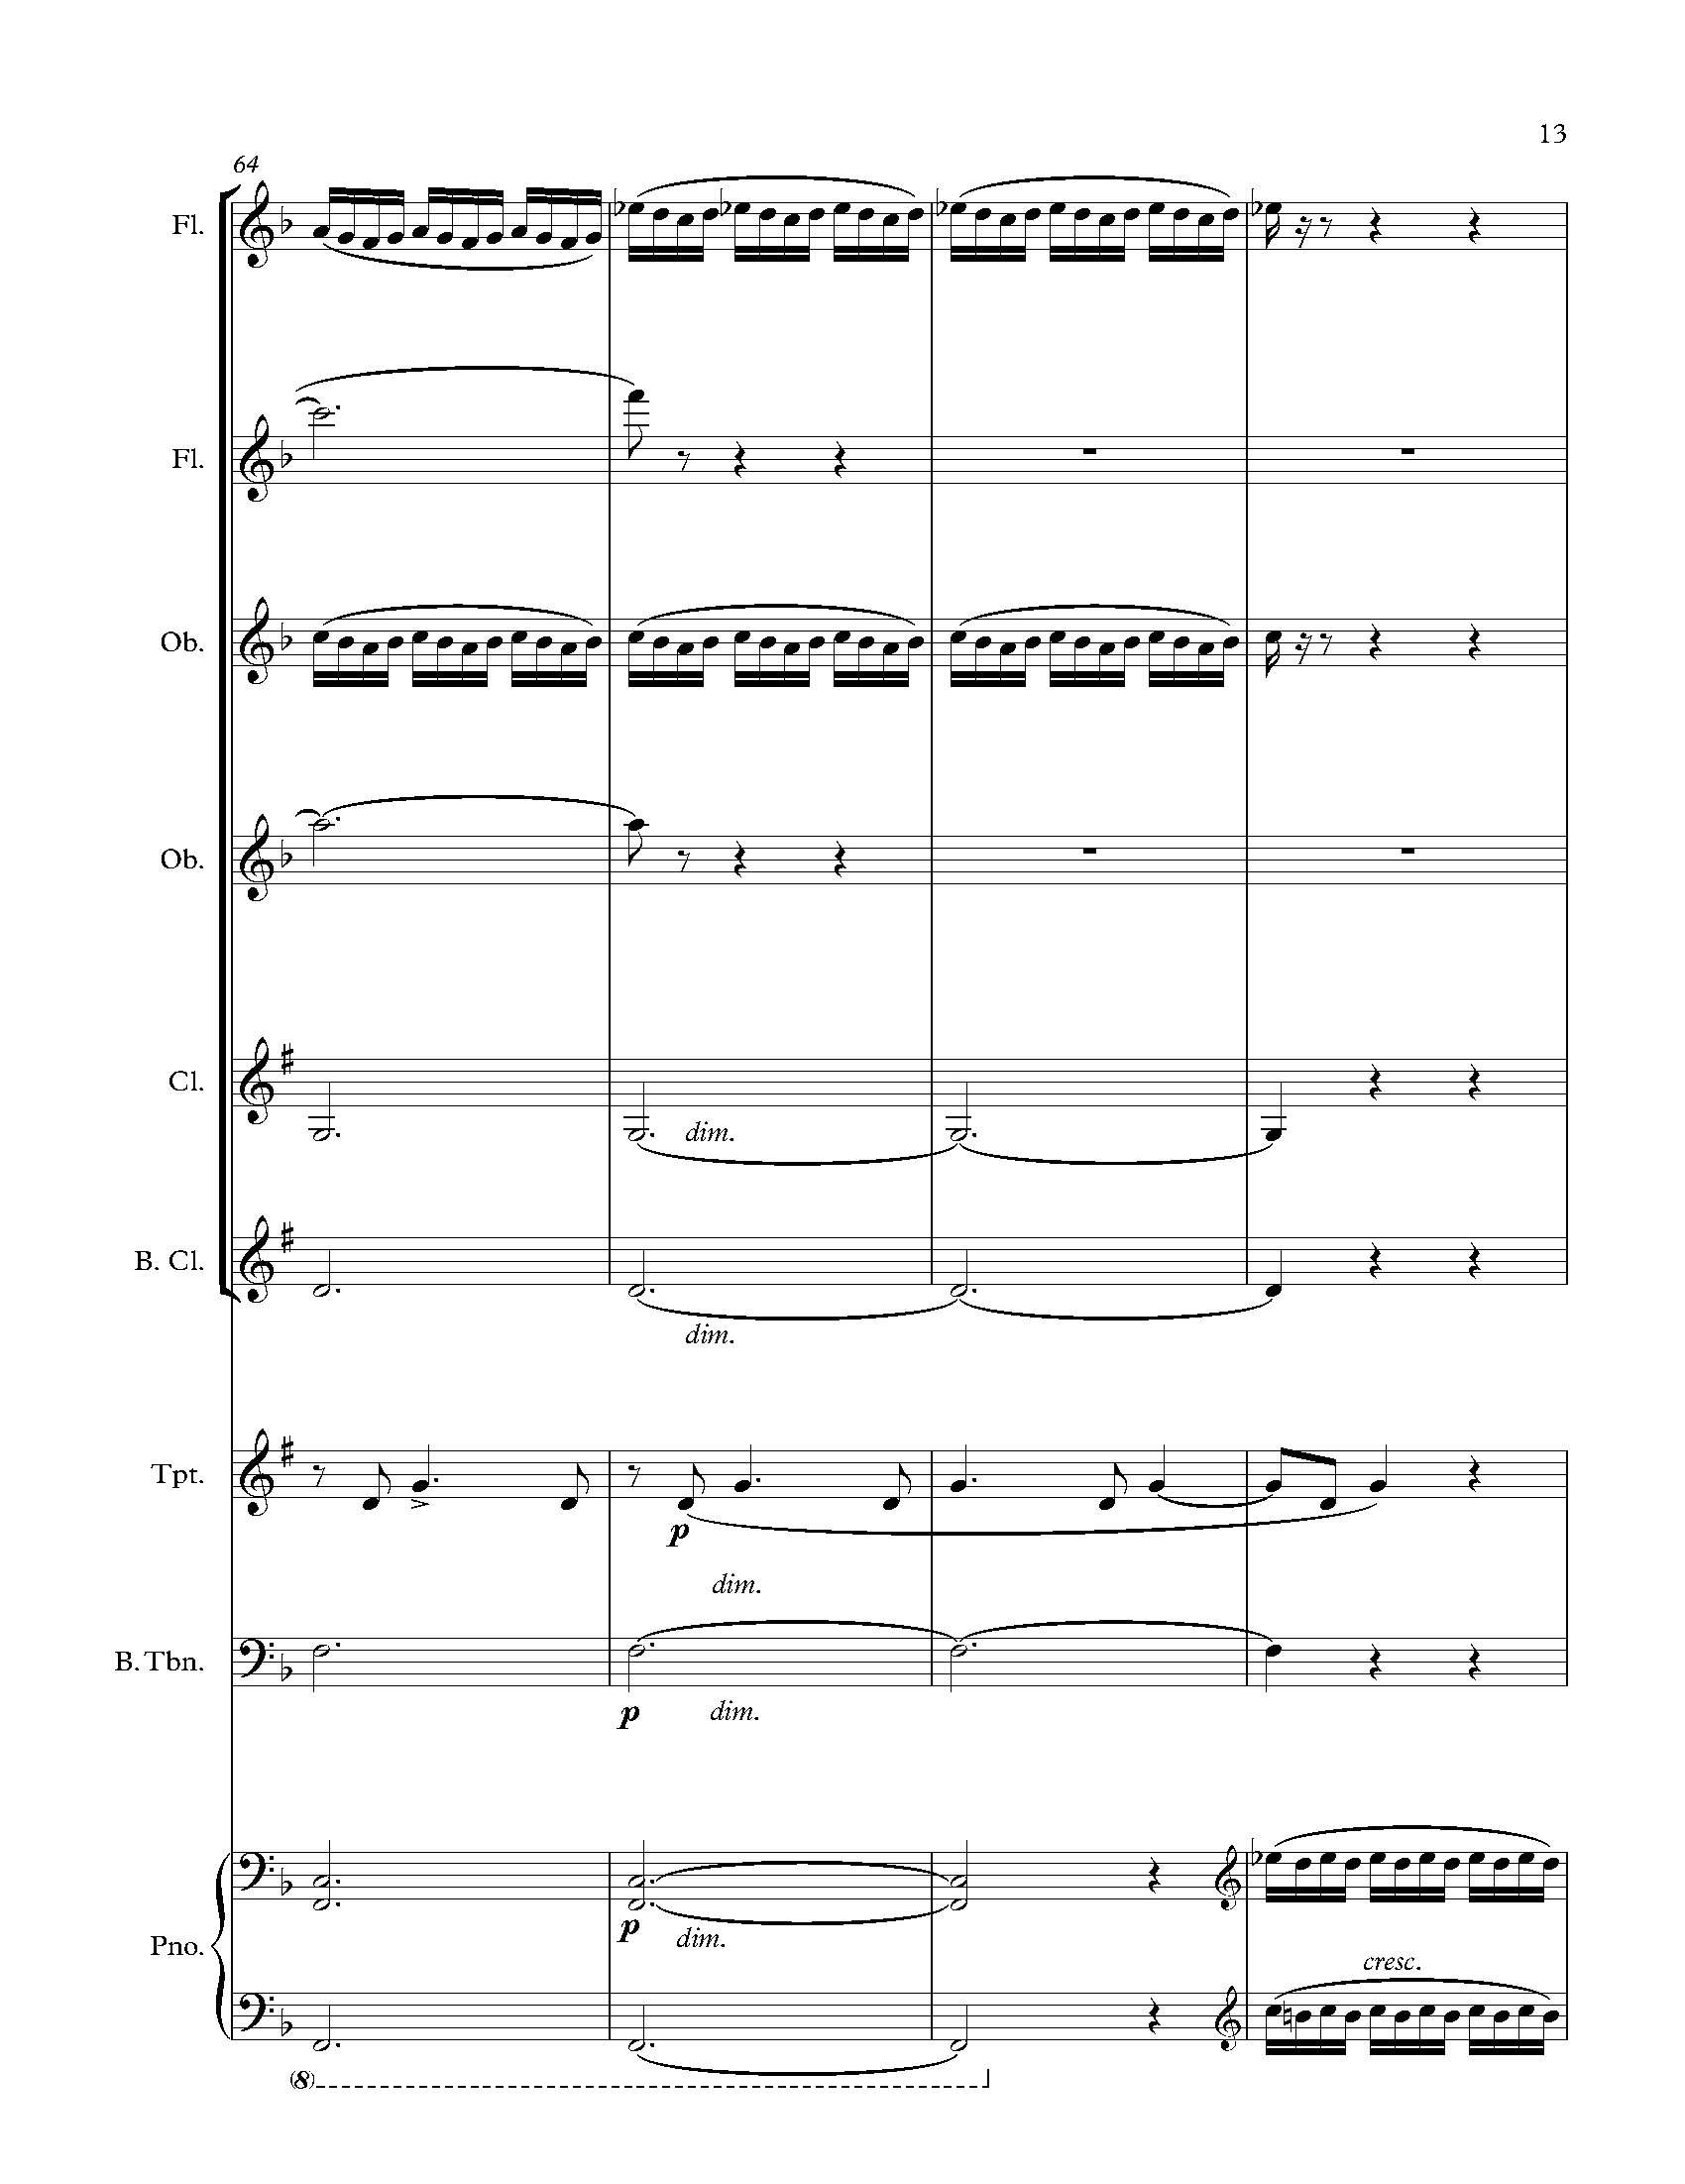 13
64
Fl.
Fl.
Ob.
Ob.
Cl.
dim.
B. Cl.
dim.
Tpt.
p
dim.
B. Tbn.
p
dim.
p
dim.
Pno.
cresc.
(8)